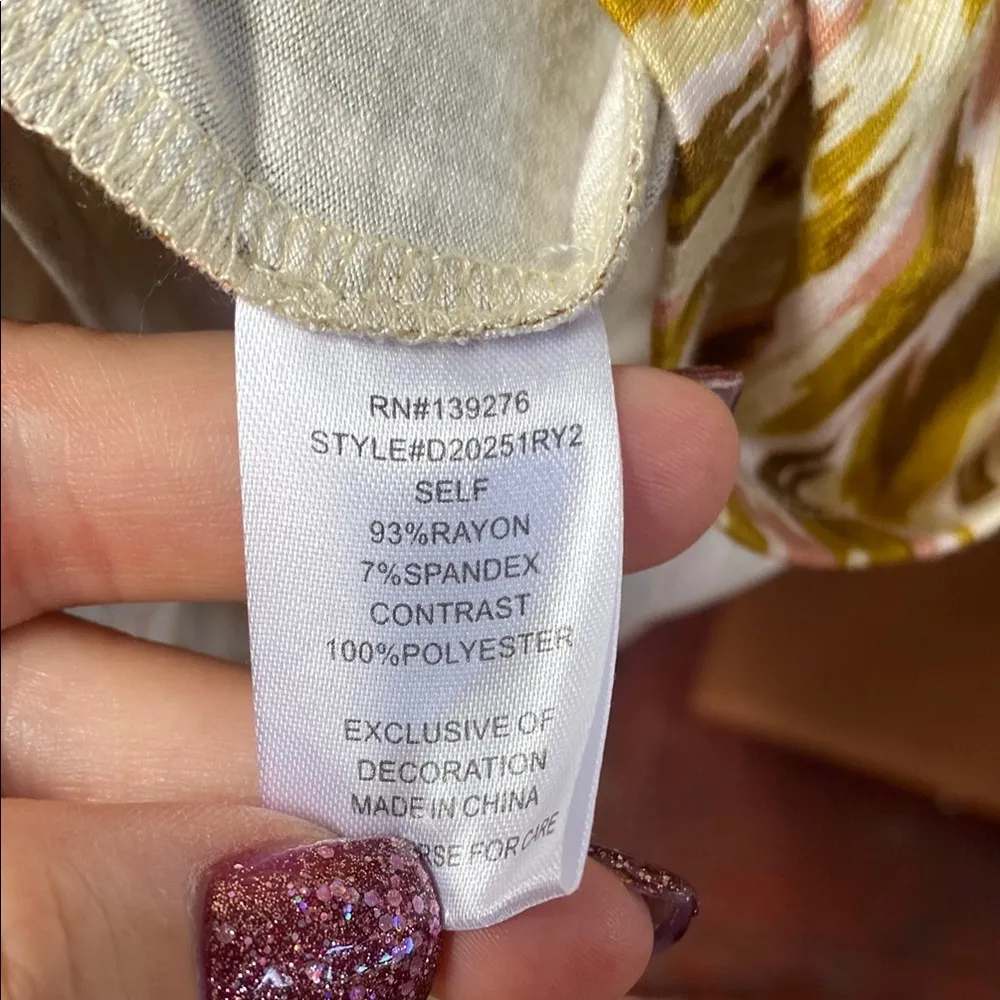 RN#139276
STYLE#D20251RY2
SELF
93%RAYON
7%SPANDEX
CONTRAST
100%POLYESTER
EXCLUSIVE OF
DECORATION
MADE IN CHINA
FOR CARE